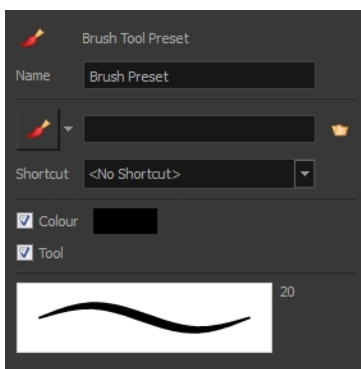 Brush Tool Preset
Name Brush Preset
Shortcut <No Shortcut>
Colour
Tool
20